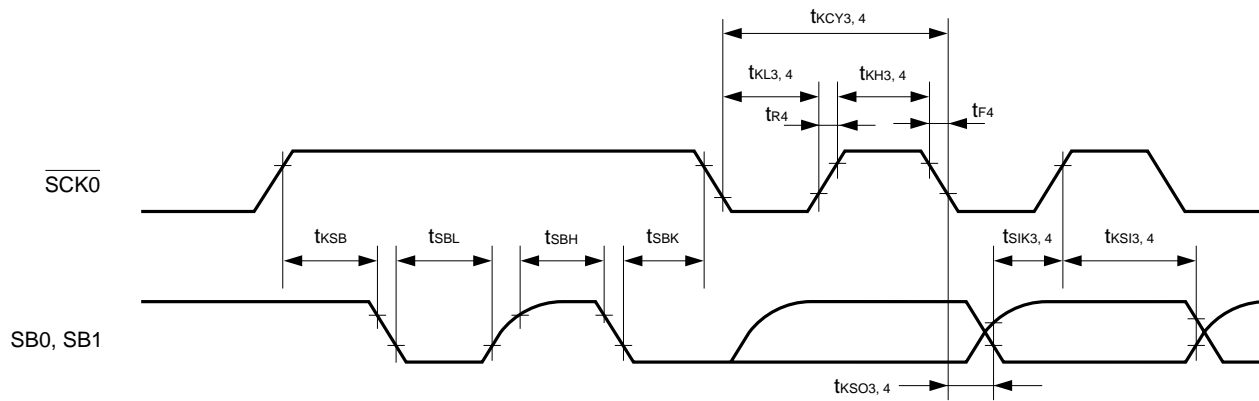 tKCY3, 4
tKL3, 4
tKH3, 4
tR4
tF4
SCK0
tKSB
tSBL
tSBH
tSBK
tSIK3, 4
tKSI3, 4
SB0, SB1
tKSO3, 4